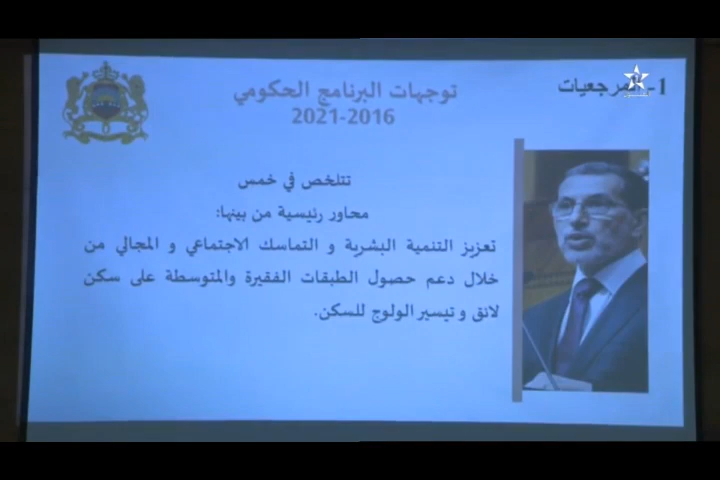 1- المرجعيات
توجهات البرنامج الحكومي
2021-2016
تتلخص في خمس
محاور رئيسية من بينها:
تعزيز التنمية البشرية و التماسك الاجتماعي و المجالي من
خلال دعم حصول الطبقات الفقيرة والمتوسطة على سكن
لائق و تيسير الولوج للسكن.